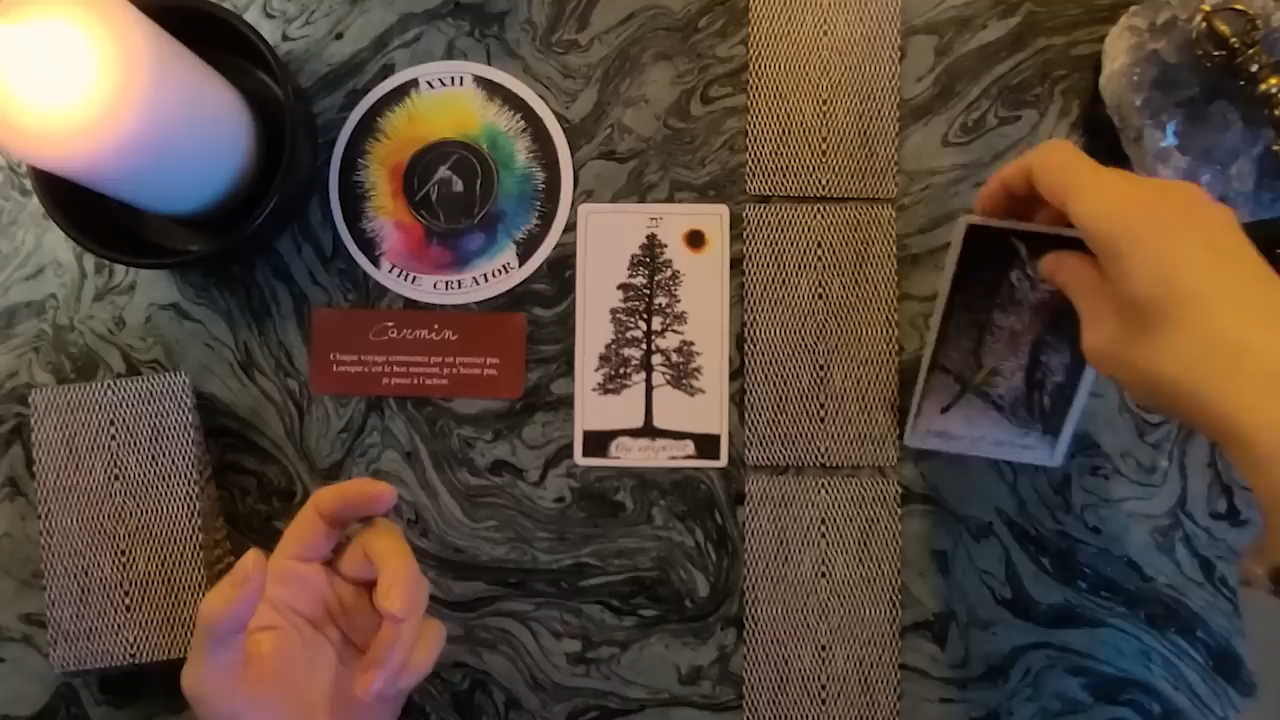 XXII
THE CREATOR
Carmin
Chaque voyage commence par un premier pas.
Lorsque c'est le bon moment, je n'hésite pas,
je passe à l'action.
the emperor